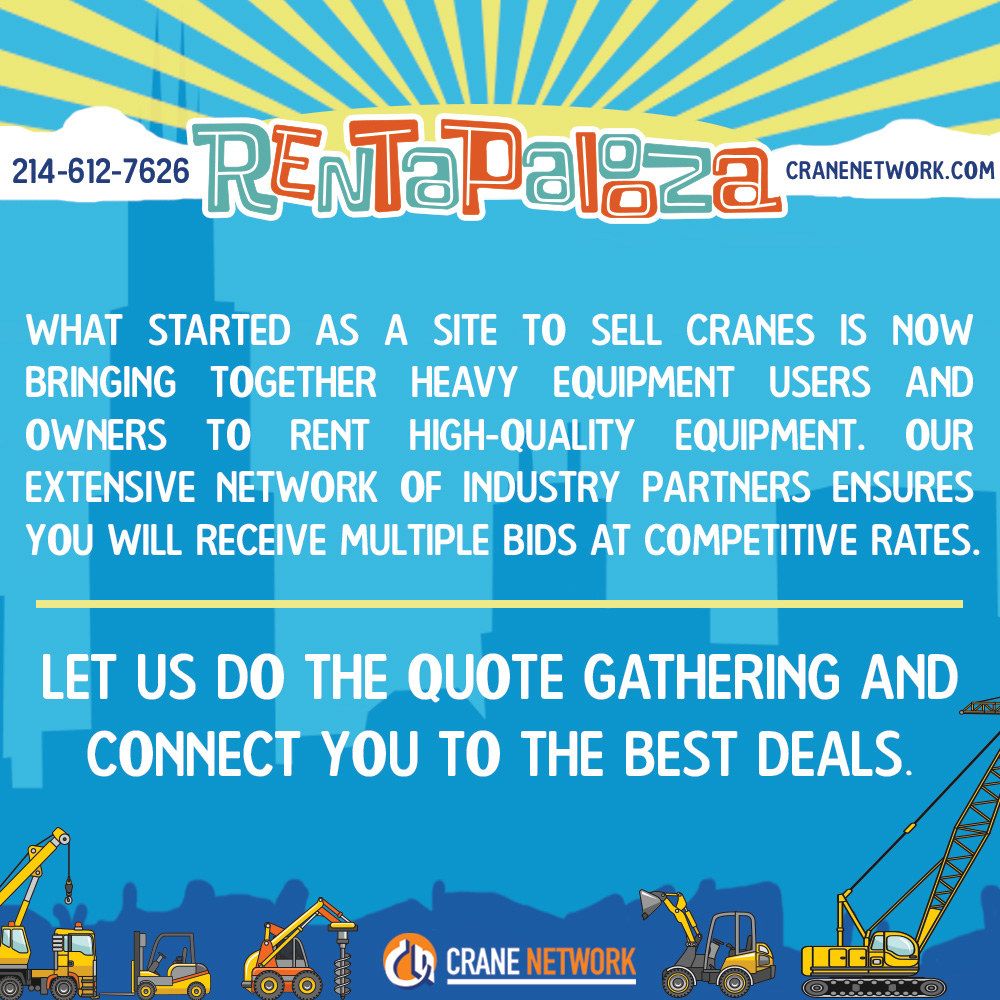 214-612-7626
RENTaPaLooza
CRANENETWORK.COM
WHAT STARTED AS A SITE TO SELL CRANES IS NOW
BRINGING TOGETHER HEAVY EQUIPMENT USERS AND
OWNERS TO RENT HIGH-QUALITY EQUIPMENT. OUR
EXTENSIVE NETWORK OF INDUSTRY PARTNERS ENSURES
YOU WILL RECEIVE MULTIPLE BIDS AT COMPETITIVE RATES.
LET US DO THE QUOTE GATHERING AND
CONNECT YOU TO THE BEST DEALS.
CRANE NETWORK